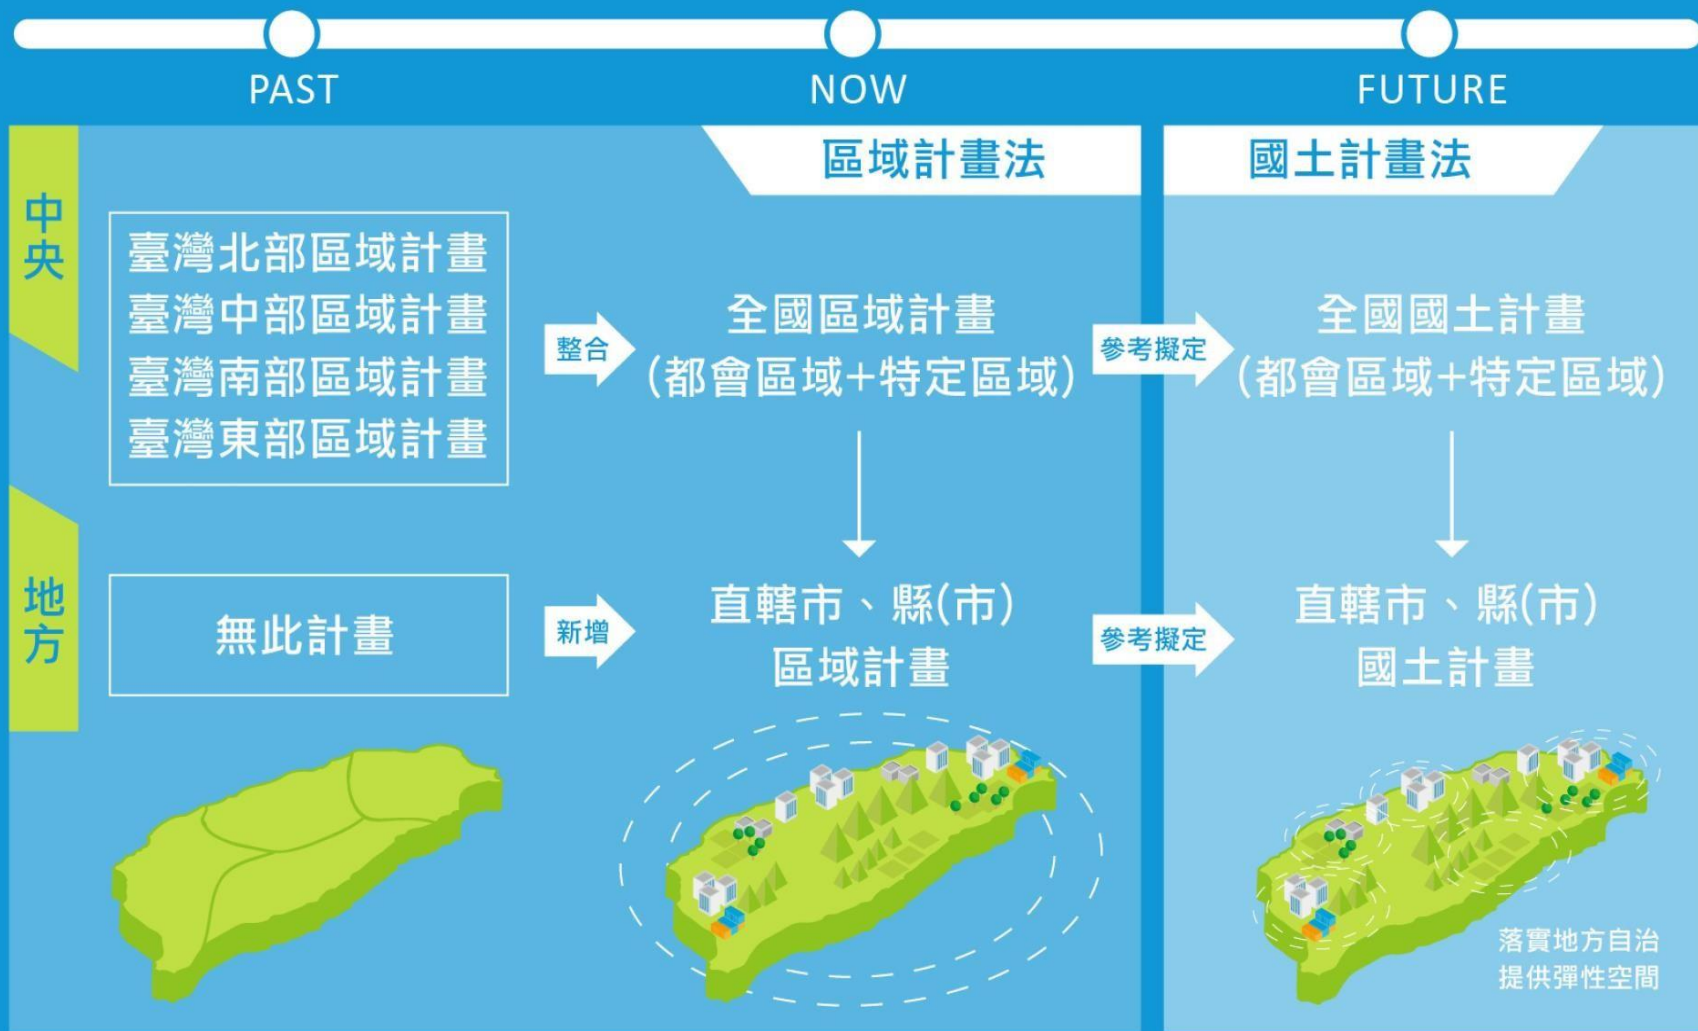 PAST
NOW
FUTURE
區域計畫法
國土計畫法
中央
臺灣北部區域計畫
臺灣中部區域計畫
臺灣南部區域計畫
臺灣東部區域計畫
整合
全國區域計畫
(都會區域+特定區域)
參考擬定
全國國土計畫
(都會區域+特定區域)
地方
無此計畫
新增
直轄市、縣(市)
區域計畫
參考擬定
直轄市、縣(市)
國土計畫
落實地方自治
提供彈性空間